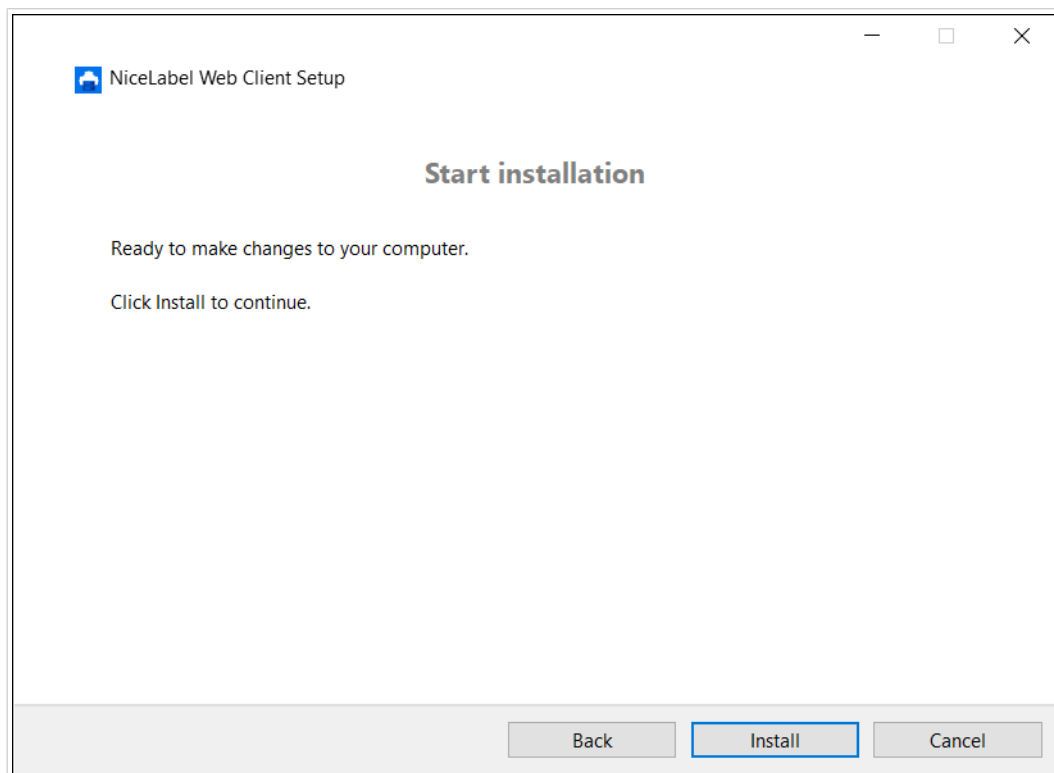 NiceLabel Web Client Setup
Start installation
Ready to make changes to your computer.
Click Install to continue.
Back
Install
Cancel